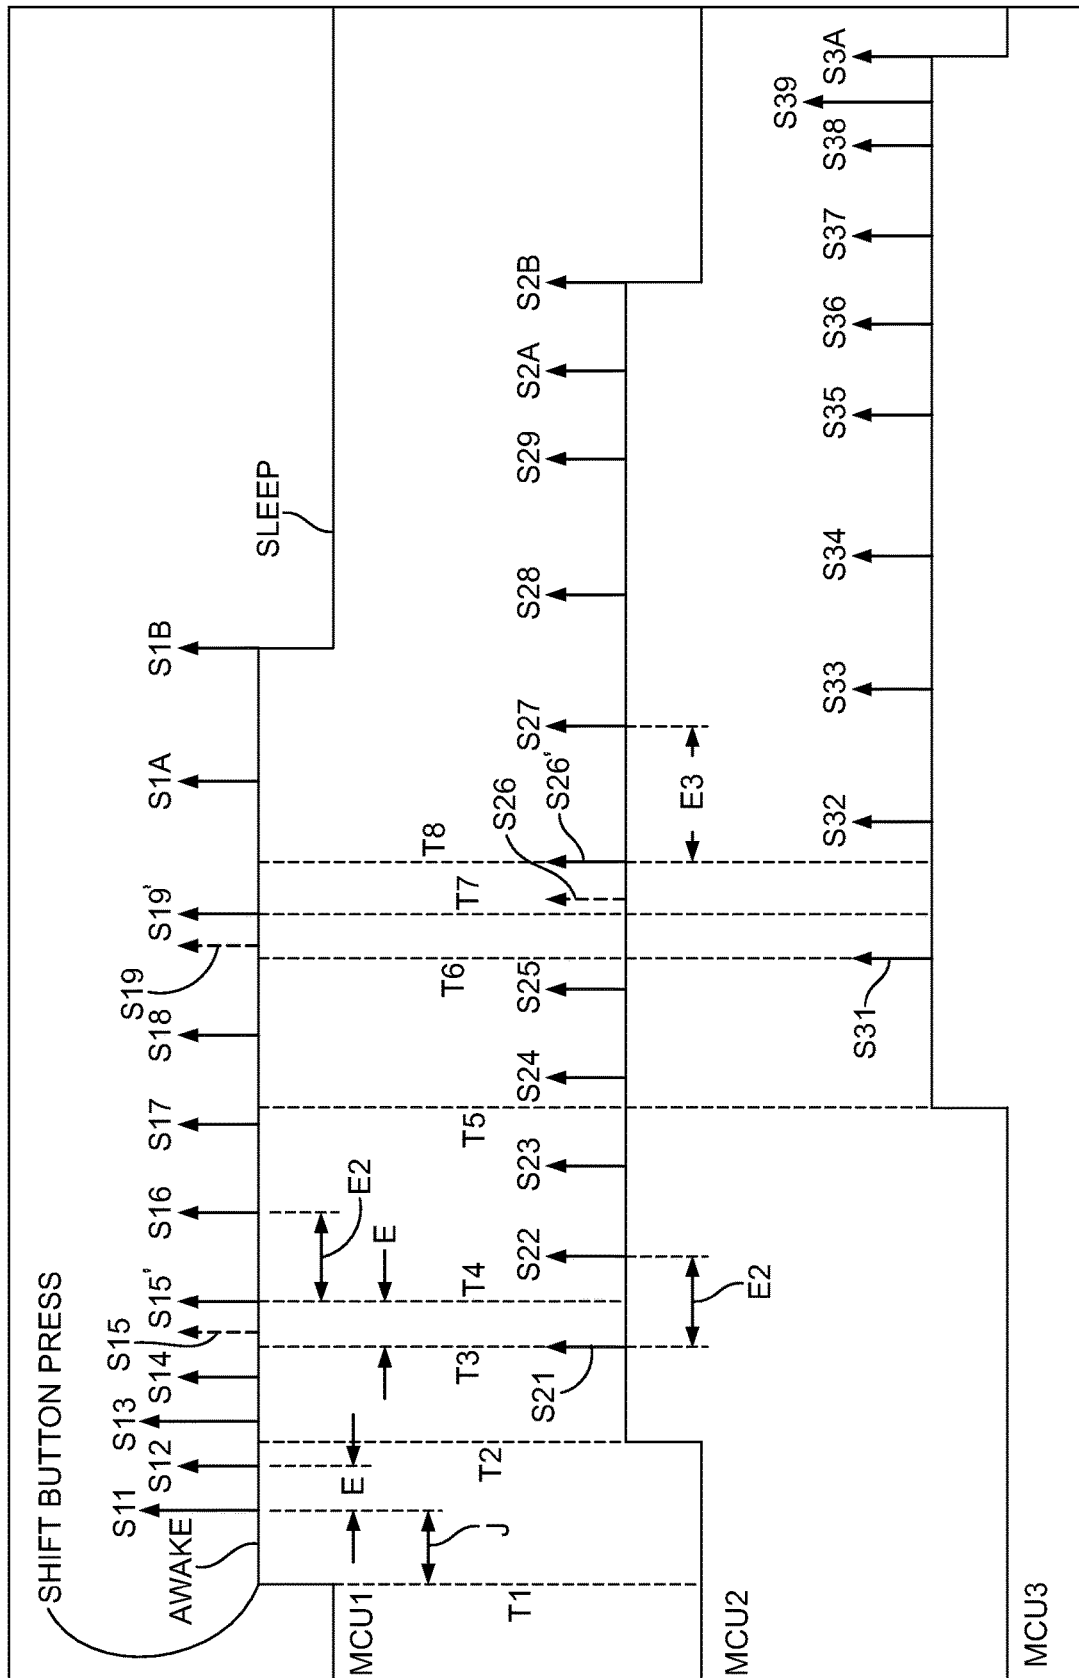 SHIFT BUTTON PRESS
AWAKE
S11
S12
S13
S14
S15
S15'
S16
S17
S18
S19
S19'
S1A
S1B
SLEEP
MCU1
E
E2
E
J
T1
T2
T3
T4
T5
T6
T7
T8
MCU2
S21
S22
S23
S24
S25
S26
S26'
S27
S28
S29
S2A
S2B
E2
E3
MCU3
S31
S32
S33
S34
S35
S36
S37
S38
S39
S3A